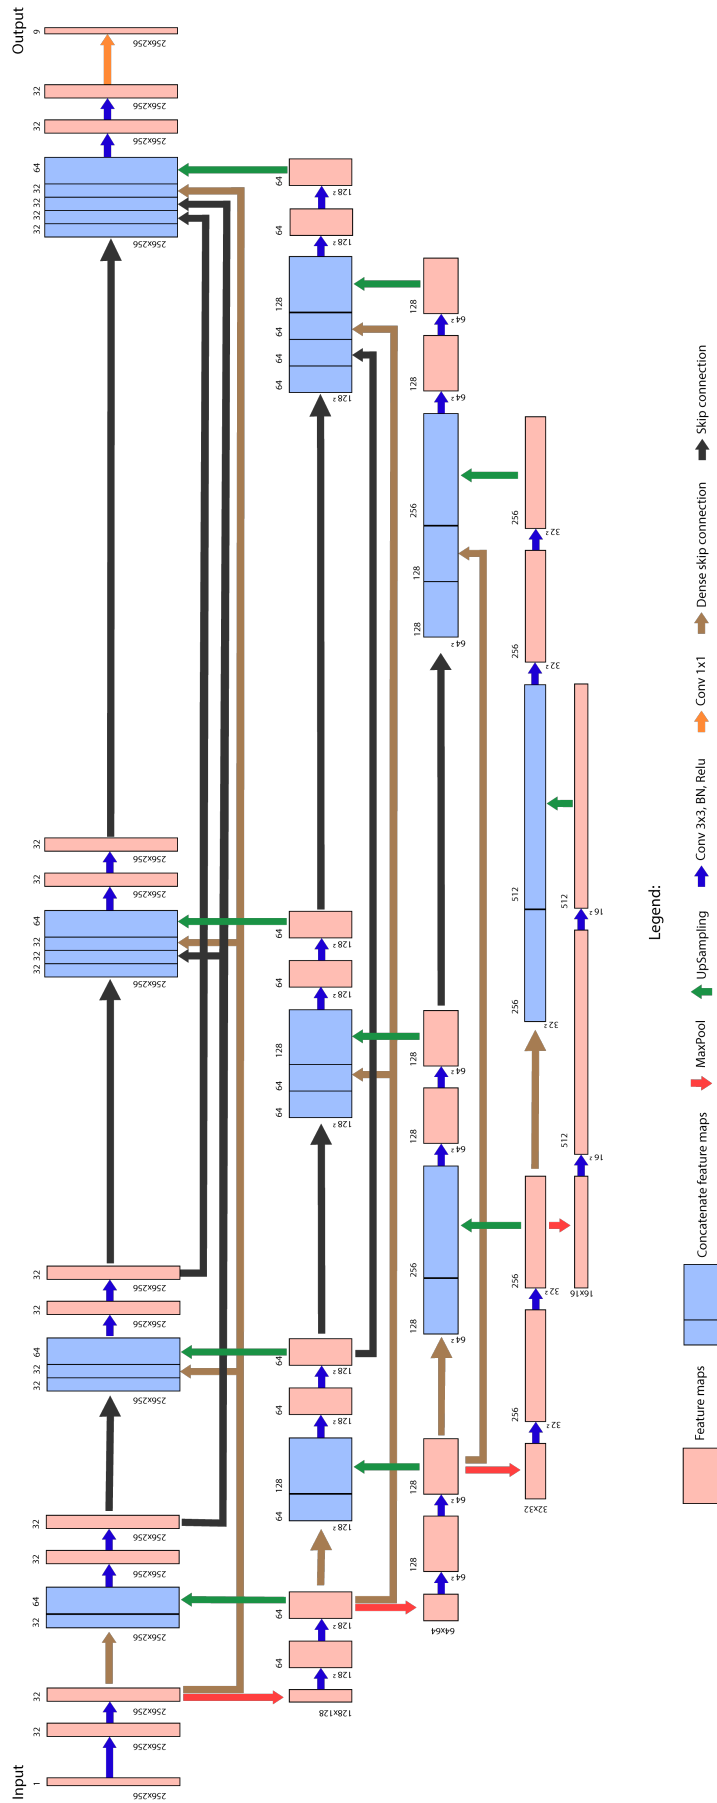 Input Output
1 32 32 32 64 32 32 32 32 64 32 32 32 32 32 64 32 32 32 32 32 32 64 32 32 9
256x256 256x256 256x256 256x256 256x256 256x256 256x256 256x256 256x256 256x256 256x256 256x256 256x256 256x256 256x256 256x256
64 64 64 128 64 64 64 64 128 64 64 64 64 64 128 64 64
128x128 128² 128² 128² 128² 128² 128² 128² 128² 128² 128² 128²
128 128 128 256 128 128 128 128 256 128 128
64x64 64² 64² 64² 64² 64² 64² 64² 64²
256 256 256 512 256 256
32x32 32² 32² 32² 32² 32²
512 512
16x16 16² 16²
Legend:
Feature maps
Concatenate feature maps
MaxPool
UpSampling
Conv 3x3, BN, Relu
Conv 1x1
Dense skip connection
Skip connection